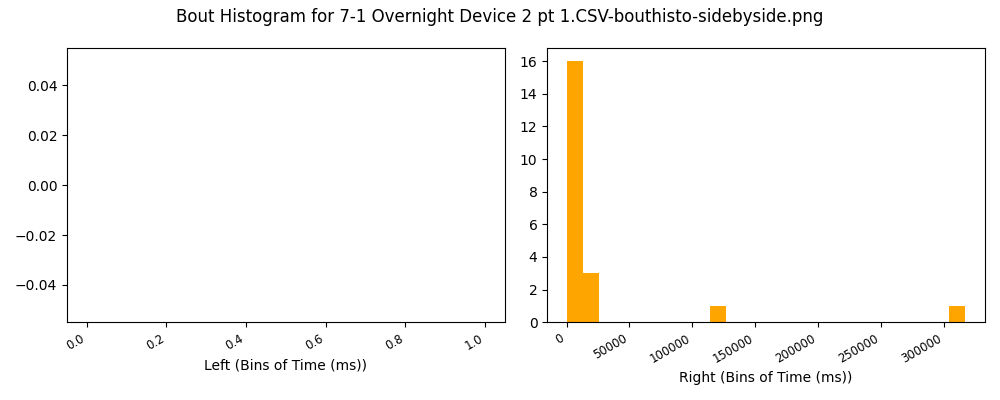 Bout Histogram for 7-1 Overnight Device 2 pt 1.CSV-bouthisto-sidebyside.png
0.04
0.02
0.00
−0.02
−0.04
0.0 0.2 0.4 0.6 0.8 1.0
Left (Bins of Time (ms))
16
14
12
10
8
6
4
2
0
0 50000 100000 150000 200000 250000 300000
Right (Bins of Time (ms))